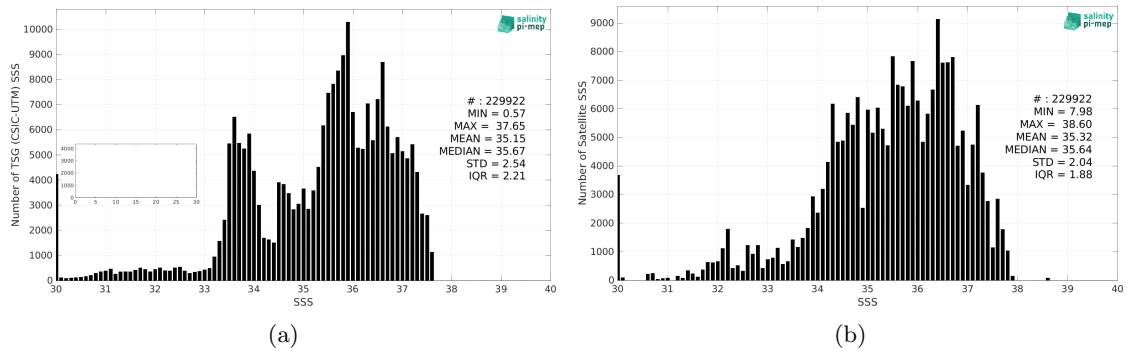 salinity
pi-mep
10000
9000
8000
7000
6000
5000
4000
3000
2000
1000
0
Number of TSG (CSIC-UTM) SSS
# : 229922
MIN = 0.57
MAX = 37.65
MEAN = 35.15
MEDIAN = 35.67
STD = 2.54
IQR = 2.21
4000
3000
2000
1000
0
0 5 10 15 20 25 30
30 31 32 33 34 35 36 37 38 39 40
SSS
(a)
salinity
pi-mep
9000
8000
7000
6000
5000
4000
3000
2000
1000
0
Number of Satellite SSS
# : 229922
MIN = 7.98
MAX = 38.60
MEAN = 35.32
MEDIAN = 35.64
STD = 2.04
IQR = 1.88
30 31 32 33 34 35 36 37 38 39 40
SSS
(b)